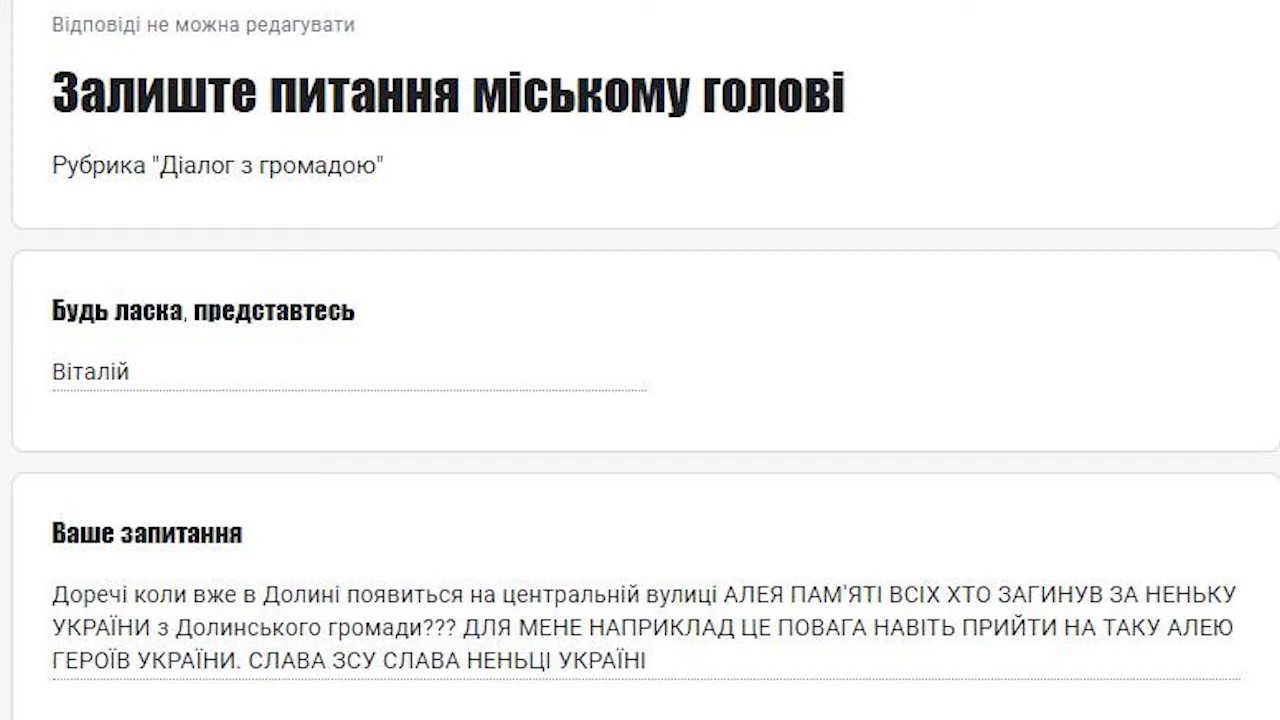 Відповіді не можна редагувати
Залиште питання міському голові
Рубрика "Діалог з громадою"
Будь ласка, представтесь
Віталій
Ваше запитання
Доречі коли вже в Долині появиться на центральній вулиці АЛЕЯ ПАМ'ЯТІ ВСІХ ХТО ЗАГИНУВ ЗА НЕНЬКУ
УКРАЇНИ з Долинського громади??? ДЛЯ МЕНЕ НАПРИКЛАД ЦЕ ПОВАГА НАВІТЬ ПРИЙТИ НА ТАКУ АЛЕЮ
ГЕРОЇВ УКРАЇНИ. СЛАВА ЗСУ СЛАВА НЕНЬЦІ УКРАЇНІ